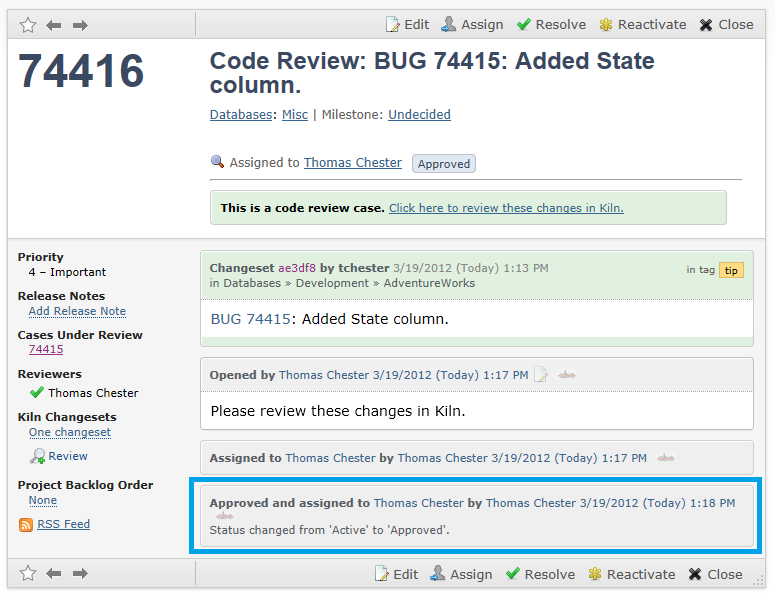 Edit Assign Resolve Reactivate Close
74416
Code Review: BUG 74415: Added State
column.
Databases: Misc | Milestone: Undecided
Assigned to Thomas Chester Approved
This is a code review case. Click here to review these changes in Kiln.
Priority
4 – Important
Release Notes
Add Release Note
Cases Under Review
74415
Reviewers
Thomas Chester
Kiln Changesets
One changeset
Review
Project Backlog Order
None
RSS Feed
Changeset ae3df8 by tchester 3/19/2012 (Today) 1:13 PM in tag tip
in Databases » Development » AdventureWorks
BUG 74415: Added State column.
Opened by Thomas Chester 3/19/2012 (Today) 1:17 PM
Please review these changes in Kiln.
Assigned to Thomas Chester by Thomas Chester 3/19/2012 (Today) 1:17 PM
Approved and assigned to Thomas Chester by Thomas Chester 3/19/2012 (Today) 1:18 PM
Status changed from 'Active' to 'Approved'.
Edit Assign Resolve Reactivate Close